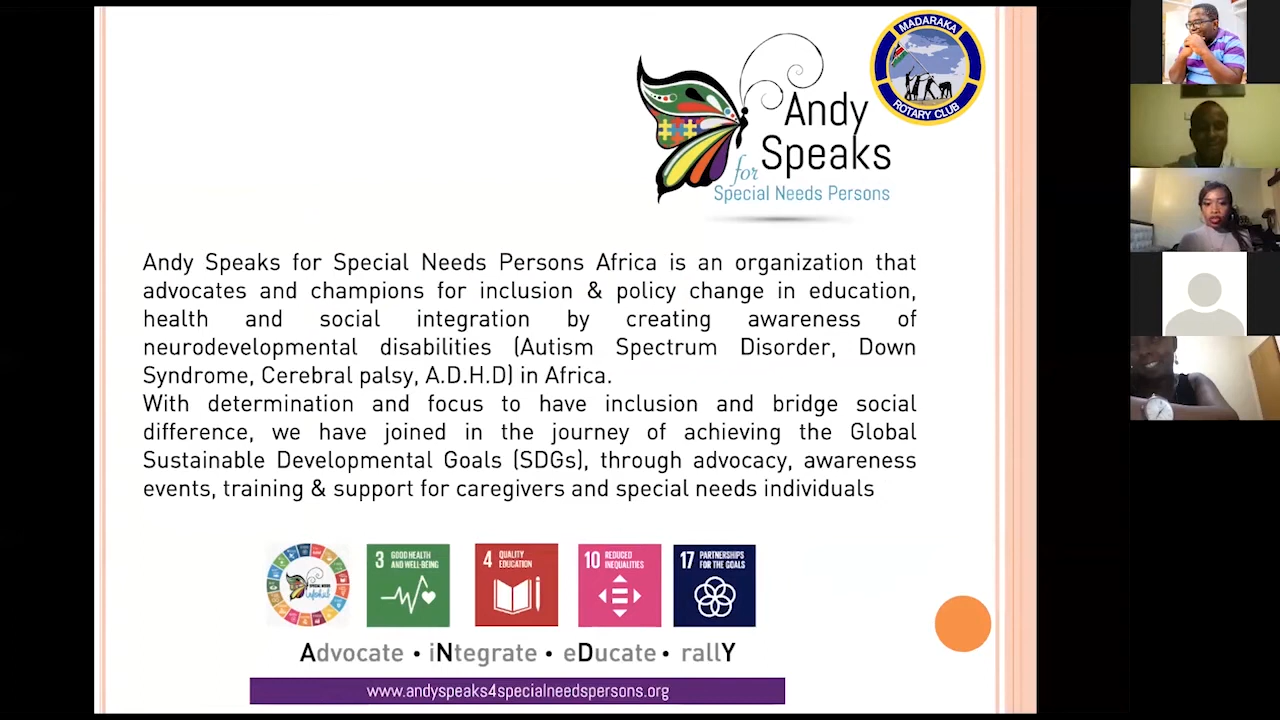 MADARAKA
ROTARY CLUB
Andy
for Speaks
Special Needs Persons
Andy Speaks for Special Needs Persons Africa is an organization that
advocates and champions for inclusion & policy change in education,
health and social integration by creating awareness of
neurodevelopmental disabilities (Autism Spectrum Disorder, Down
Syndrome, Cerebral palsy, A.D.H.D) in Africa.
With determination and focus to have inclusion and bridge social
difference, we have joined in the journey of achieving the Global
Sustainable Developmental Goals (SDGs), through advocacy, awareness
events, training & support for caregivers and special needs individuals
SPECIAL NEEDS
Infohub
3 GOOD HEALTH
AND WELL-BEING
4 QUALITY
EDUCATION
10 REDUCED
INEQUALITIES
17 PARTNERSHIPS
FOR THE GOALS
Advocate • iNtegrate • eDucate • rallY
www.andyspeaks4specialneedspersons.org